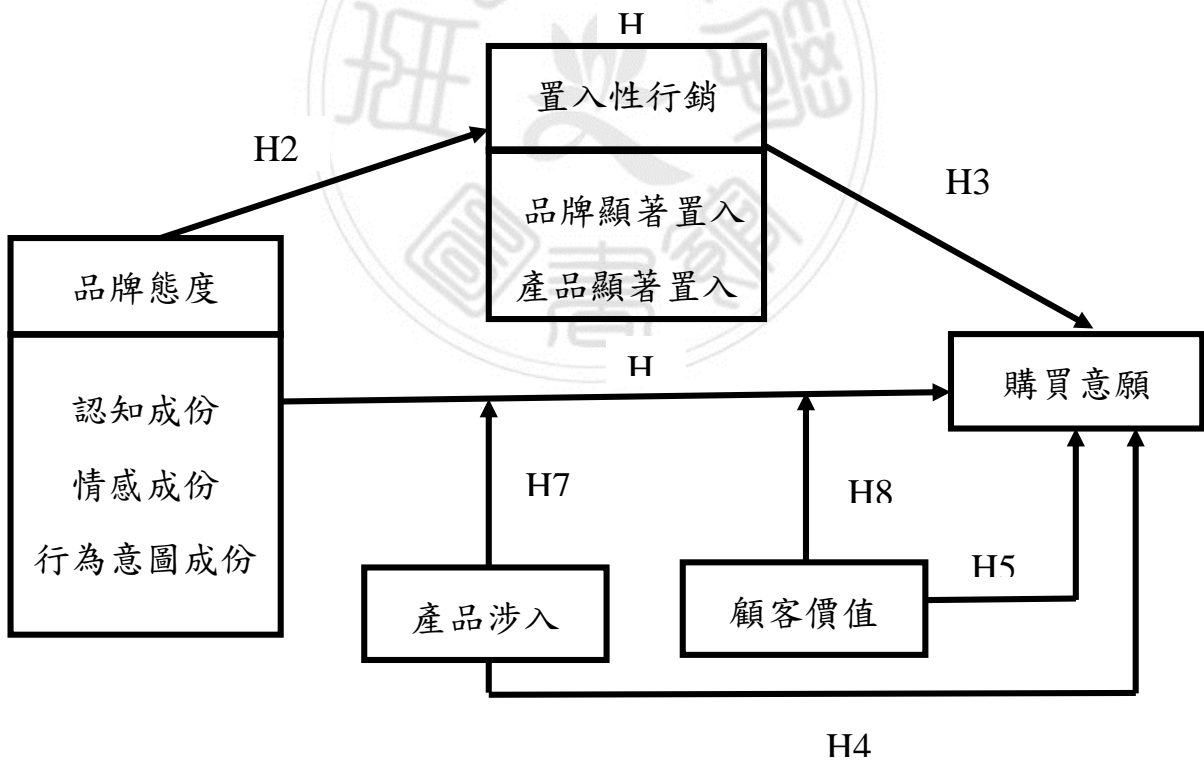 H
置入性行銷
H2
H3
品牌顯著置入
產品顯著置入
品牌態度
認知成份
情感成份
行為意圖成份
H
購買意願
H7
H8
H5
產品涉入
顧客價值
H4